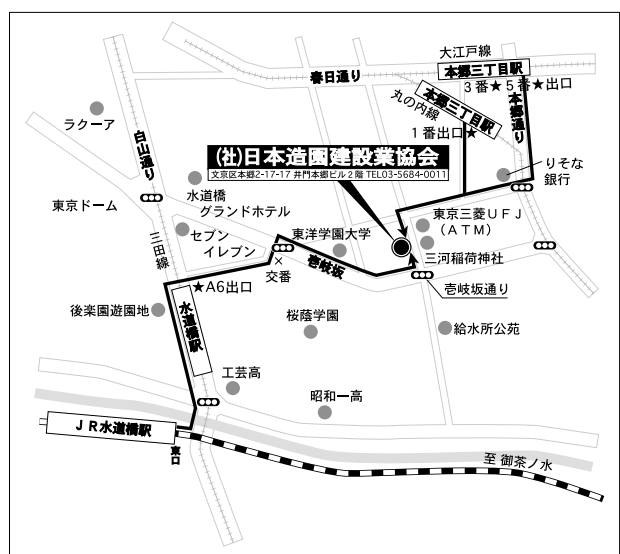 大江戸線
本郷三丁目駅
春日通り
3番★5番★出口
丸の内線
本郷三丁目駅
本郷通り
ラクーア
1番出口★
白山通り
(社)日本造園建設業協会
文京区本郷2-17-17 井門本郷ビル2階 TEL03-5684-0011
りそな
銀行
水道橋
グランドホテル
東京ドーム
東京三菱UFJ
(ATM)
セブン
イレブン
東洋学園大学
三田線
三河稲荷神社
交番
壱岐坂
★A6出口
壱岐坂通り
後楽園遊園地
水道橋駅
桜蔭学園
給水所公苑
工芸高
昭和一高
JR水道橋駅
東口
至 御茶ノ水